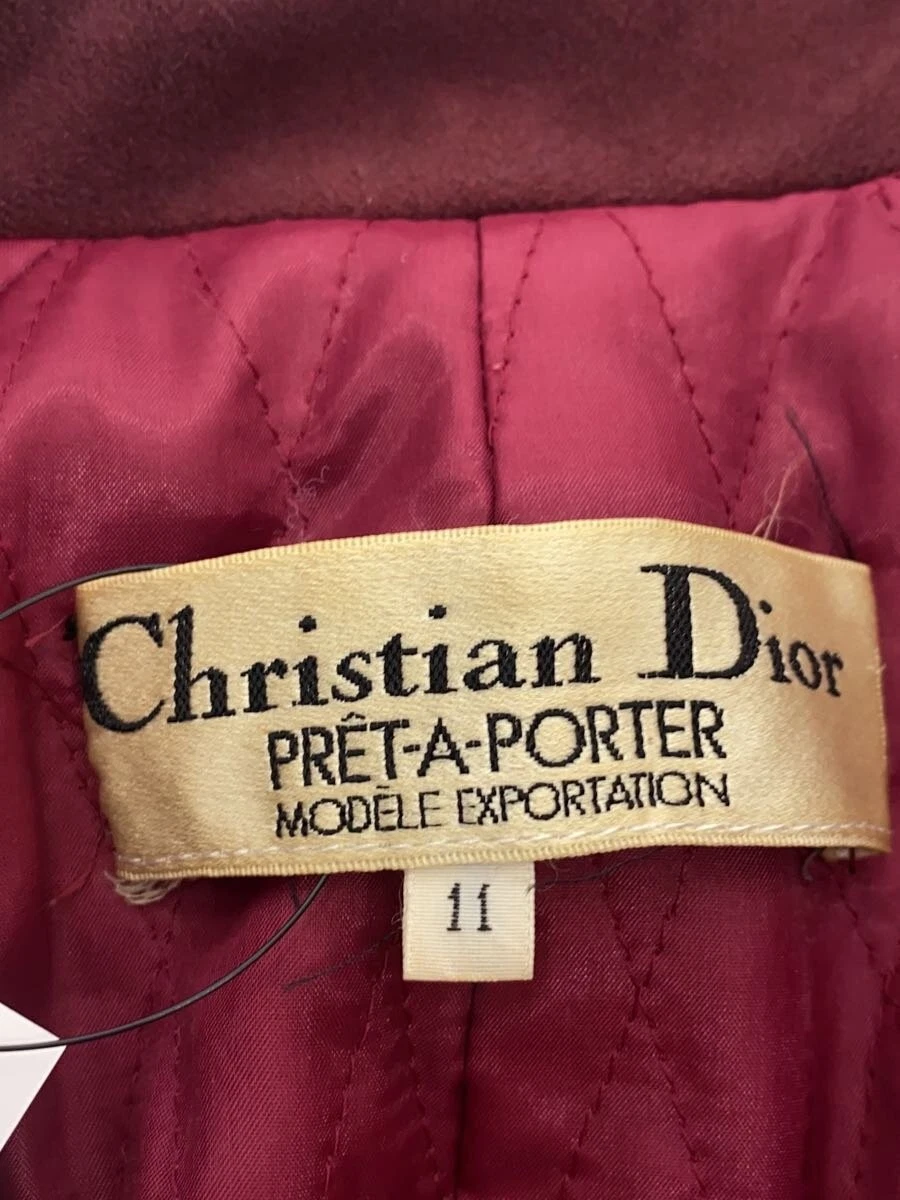 Christian Dior
PRÊT-A-PORTER
MODÈLE EXPORTATION
11